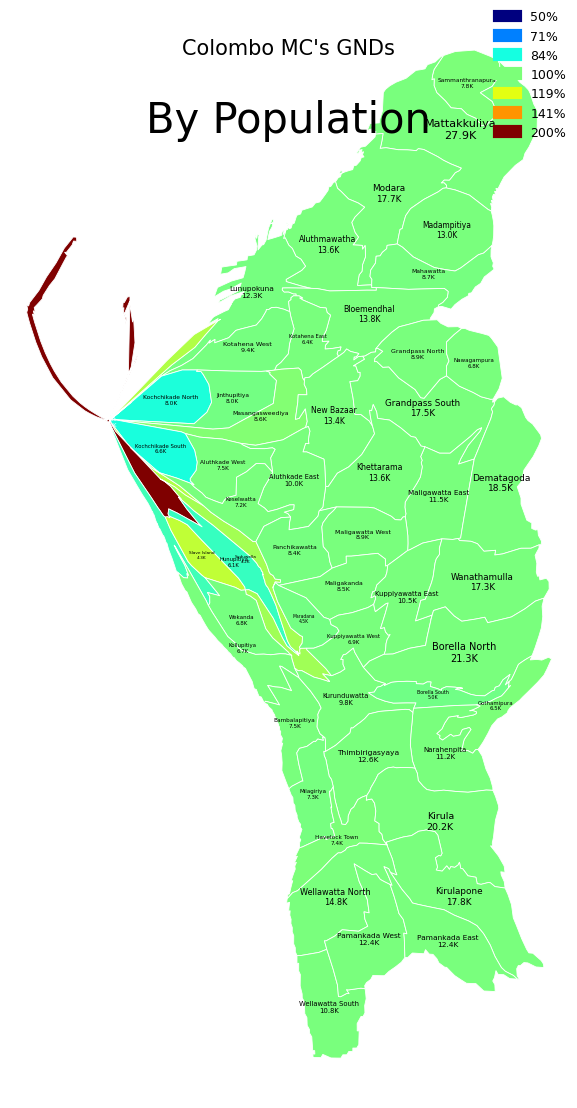 Colombo MC's GNDs
By Population
50%
71%
84%
100%
119%
141%
200%
Sammanthranapura
7.8K
Mattakkuliya
27.9K
Modara
17.7K
Madampitiya
13.0K
Aluthmawatha
13.6K
Mahawatta
8.7K
Lunupokuna
12.3K
Bloemendhal
13.8K
Kotahena East
6.4K
Kotahena West
9.4K
Grandpass North
8.9K
Nawagampura
6.8K
Kochchikade North
8.0K
Jinthupitiya
8.0K
Masangasweediya
8.6K
New Bazaar
13.4K
Grandpass South
17.5K
Kochchikade South
6.6K
Aluthkade West
7.5K
Aluthkade East
10.0K
Khettarama
13.6K
Dematagoda
18.5K
Keselwatta
7.2K
Maligawatta East
11.5K
Maligawatta West
8.9K
Panchikawatta
8.4K
Slave Island
4.3K
Hunupitiya
6.1K
Maligakanda
8.5K
Wanathamulla
17.3K
Kuppiyawatta East
10.5K
Wekanda
6.8K
Maradana
4.5K
Kuppiyawatta West
6.9K
Kollupitiya
6.7K
Borella North
21.3K
Borella South
5.0K
Kurunduwatta
9.8K
Gothamipura
6.5K
Bambalapitiya
7.5K
Thimbirigasyaya
12.6K
Narahenpita
11.2K
Milagiriya
7.3K
Kirula
20.2K
Havelock Town
7.4K
Wellawatta North
14.8K
Kirulapone
17.8K
Pamankada West
12.4K
Pamankada East
12.4K
Wellawatta South
10.8K